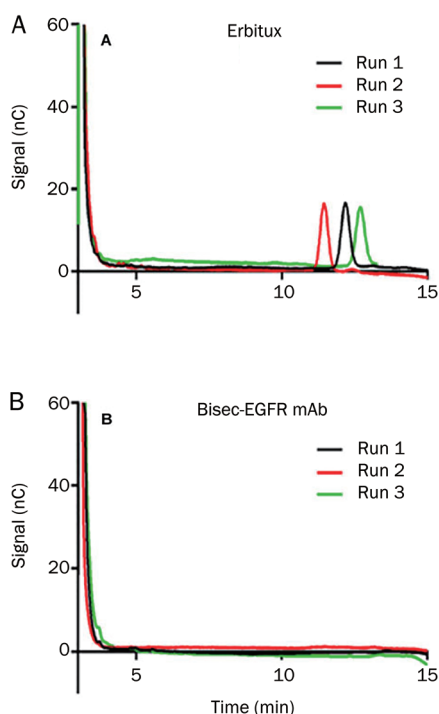 A
A
Erbitux
Run 1
Run 2
Run 3
Signal (nC)
60
40
20
0
5
10
15
B
B
Bisec-EGFR mAb
Run 1
Run 2
Run 3
Signal (nC)
60
40
20
0
5
10
15
Time (min)